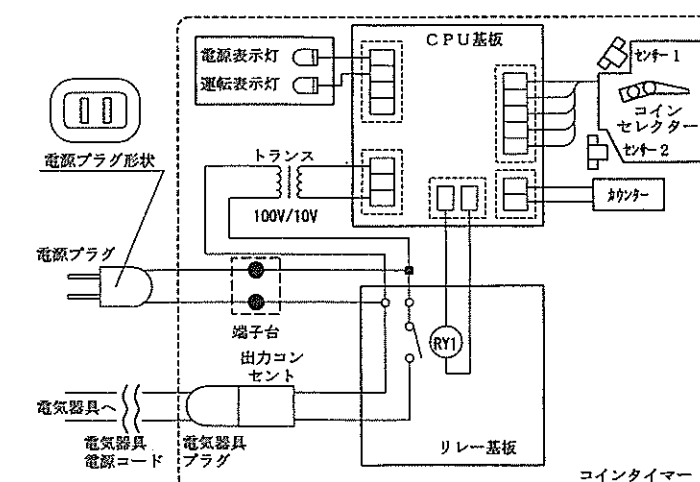 CPU基板
電源表示灯
運転表示灯
センサー1
コイン
セレクター
センサー2
カウンター
トランス
100V/10V
電源プラグ形状
電源プラグ
端子台
出力コン
セント
RY1
電気器具へ
電気器具
電源コード
電気器具
プラグ
リレー基板
コインタイマー